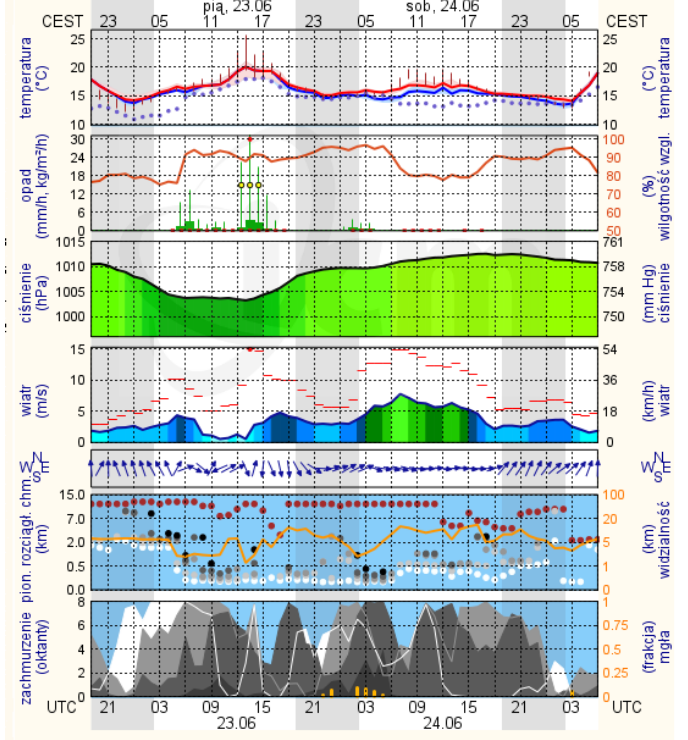 pią, 23.06 sob, 24.06
CEST 23 05 11 17 23 05 11 17 23 05 CEST
temperatura (°C)
25
20
15
10
25
20
15
10
temperatura (°C)
opad (mm/h, kg/m²/h)
30
24
18
12
6
0
100
90
80
70
60
50
(%) wilgotność wzgl.
ciśnienie (hPa)
1015
1010
1005
1000
761
758
754
750
(mm Hg) ciśnienie
wiatr (m/s)
15
10
5
0
54
36
18
0
(km/h) wiatr
N
W E
S
N
W E
S
pion. rozciągł. chm. (km)
15.0
7.0
2.0
0.5
0.0
100
20
5
1
0
(km) widzialność
zachmurzenie (oktanty)
8
6
4
2
0
1
0.75
0.5
0.25
0
(frakcja) mgła
UTC 21 03 09 15 21 03 09 15 21 03 UTC
23.06 24.06